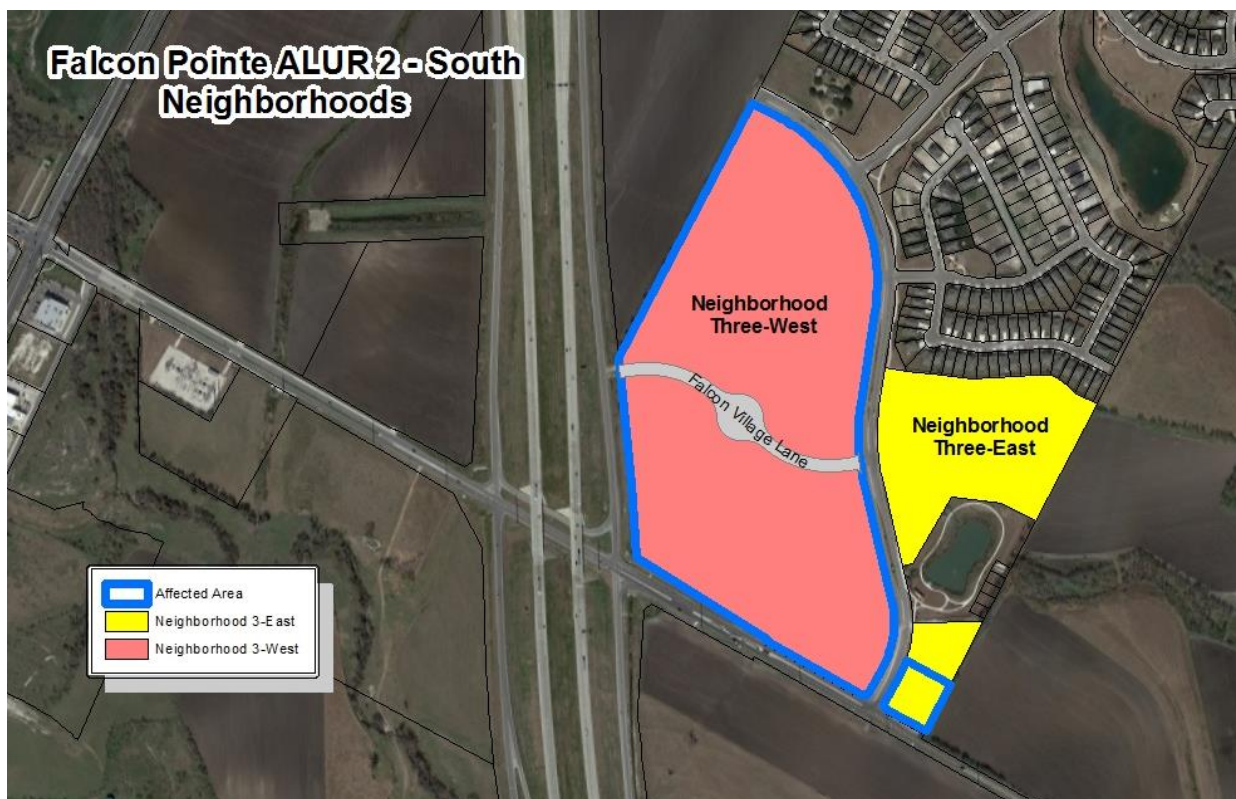 Falcon Pointe ALUR 2 - South
Neighborhoods
Neighborhood
Three-West
Falcon Village Lane
Neighborhood
Three-East
Affected Area
Neighborhood 3-East
Neighborhood 3-West